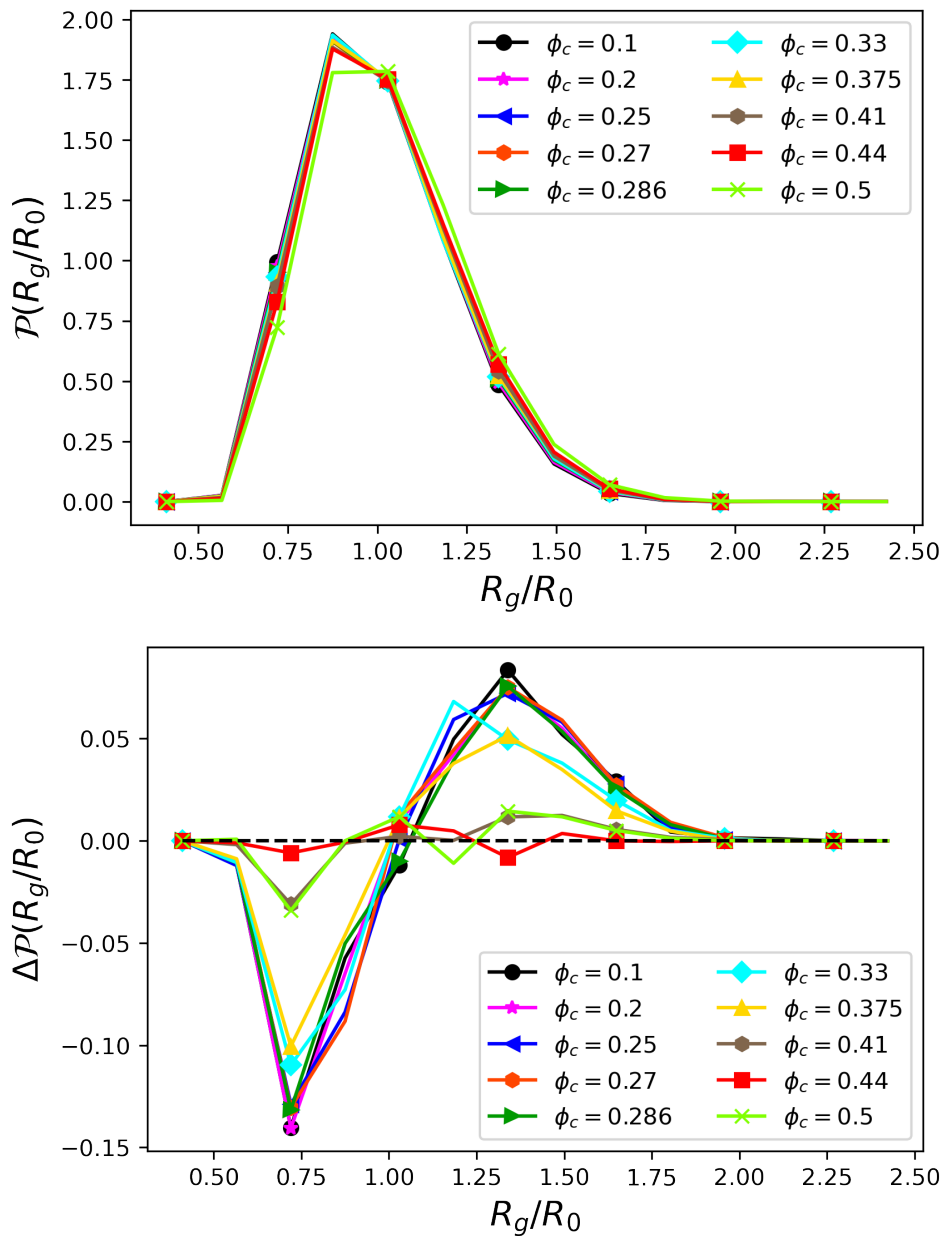 2.00
1.75
1.50
1.25
1.00
0.75
0.50
0.25
0.00
P(R_g/R_0)
ϕ_c = 0.1
ϕ_c = 0.2
ϕ_c = 0.25
ϕ_c = 0.27
ϕ_c = 0.286
ϕ_c = 0.33
ϕ_c = 0.375
ϕ_c = 0.41
ϕ_c = 0.44
ϕ_c = 0.5
0.50 0.75 1.00 1.25 1.50 1.75 2.00 2.25 2.50
R_g/R_0
0.05
0.00
−0.05
−0.10
−0.15
ΔP(R_g/R_0)
ϕ_c = 0.1
ϕ_c = 0.2
ϕ_c = 0.25
ϕ_c = 0.27
ϕ_c = 0.286
ϕ_c = 0.33
ϕ_c = 0.375
ϕ_c = 0.41
ϕ_c = 0.44
ϕ_c = 0.5
0.50 0.75 1.00 1.25 1.50 1.75 2.00 2.25 2.50
R_g/R_0